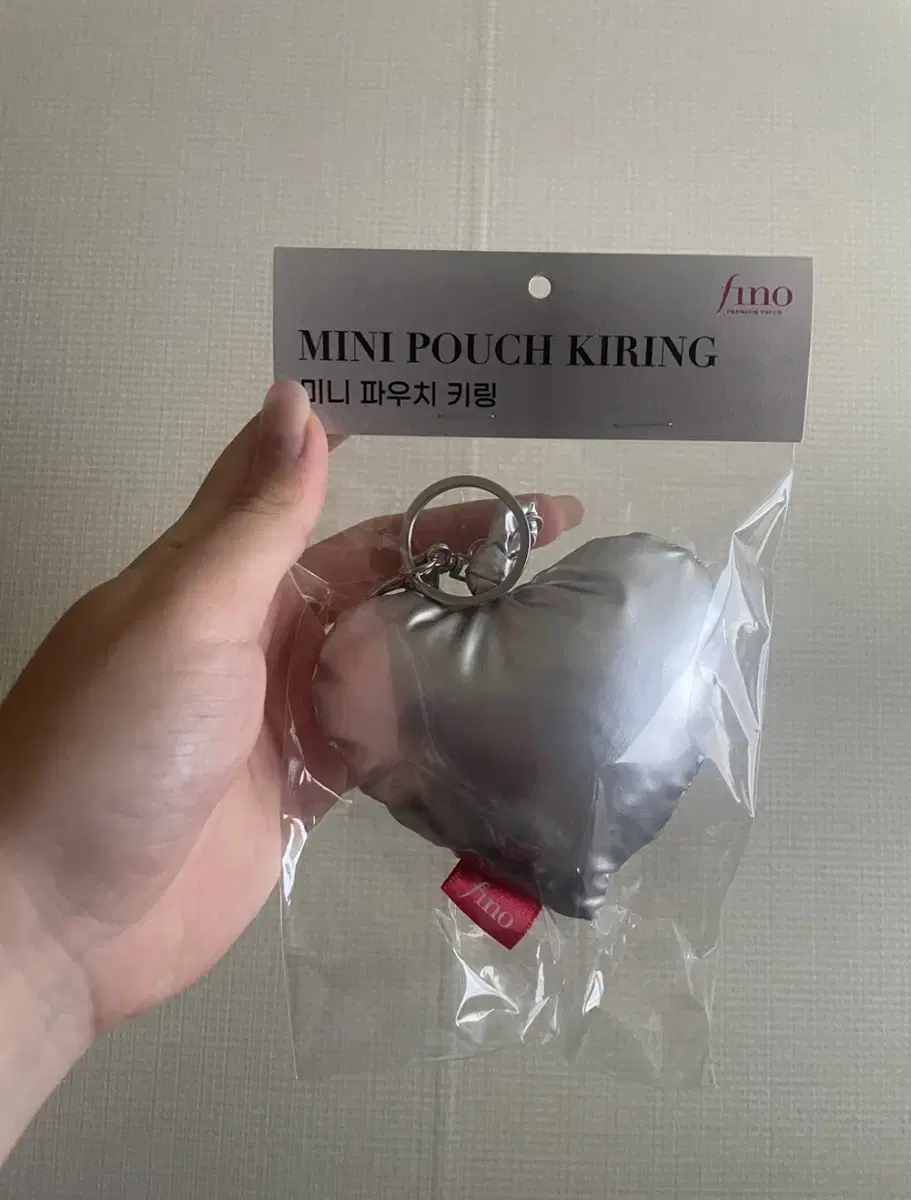 fino
PREMIUM TOUCH
MINI POUCH KIRING
미니 파우치 키링
fino